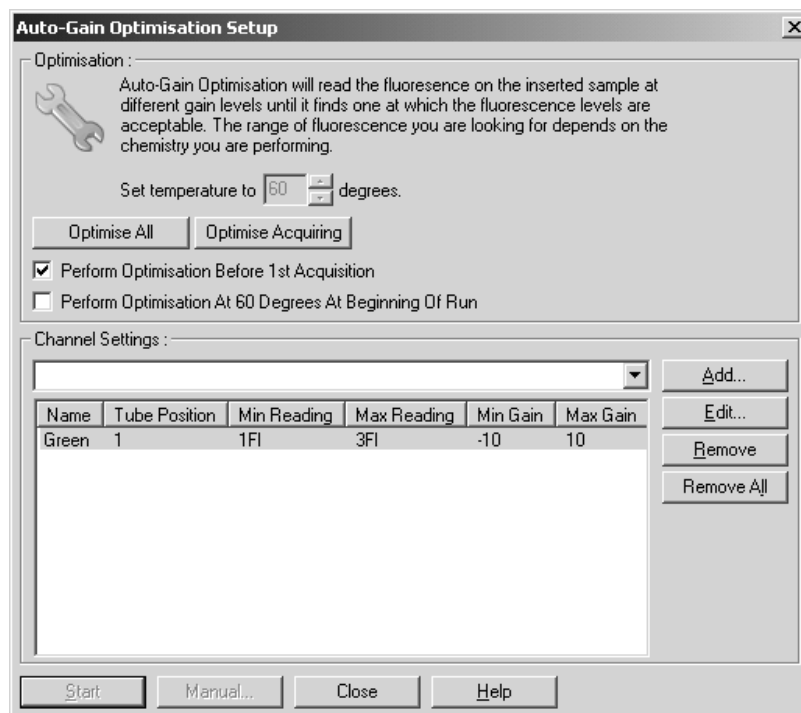 Auto-Gain Optimisation Setup
Optimisation :
Auto-Gain Optimisation will read the fluoresence on the inserted sample at
different gain levels until it finds one at which the fluorescence levels are
acceptable. The range of fluorescence you are looking for depends on the
chemistry you are performing.
Set temperature to 60 degrees.
Optimise All Optimise Acquiring
Perform Optimisation Before 1st Acquisition
Perform Optimisation At 60 Degrees At Beginning Of Run
Channel Settings :
Add...
Name Tube Position Min Reading Max Reading Min Gain Max Gain
Edit...
Green 1 1Fl 3Fl -10 10
Remove
Remove All
Start Manual... Close Help